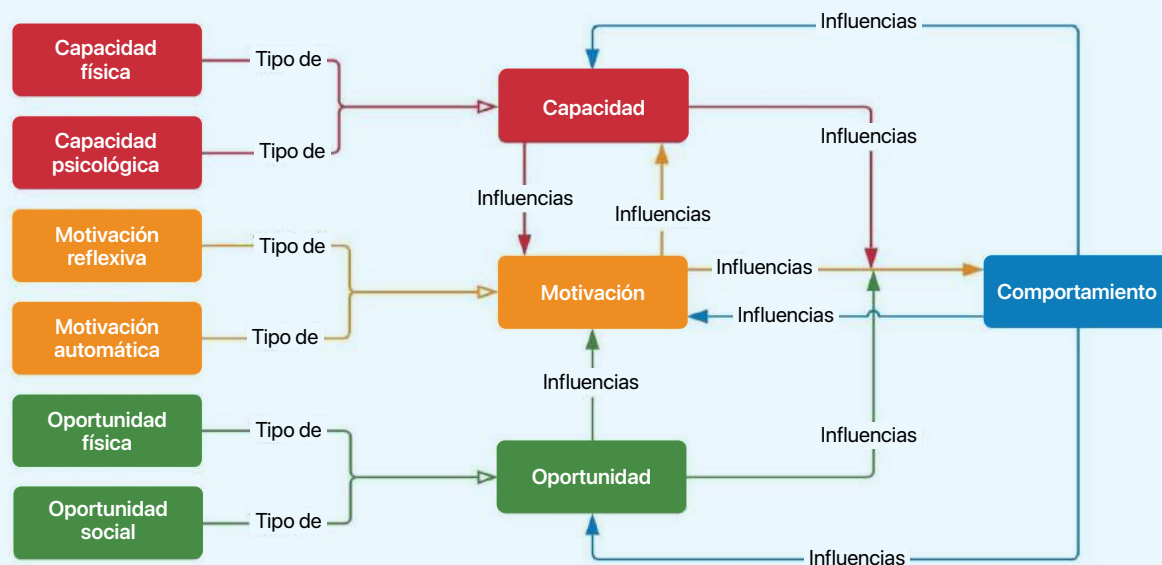 Influencias
Capacidad
física
Tipo de
Capacidad
Influencias
Capacidad
psicológica
Tipo de
Influencias
Influencias
Motivación
reflexiva
Tipo de
Motivación
Influencias
Comportamiento
Influencias
Motivación
automática
Tipo de
Influencias
Oportunidad
física
Tipo de
Influencias
Oportunidad
Oportunidad
social
Tipo de
Influencias